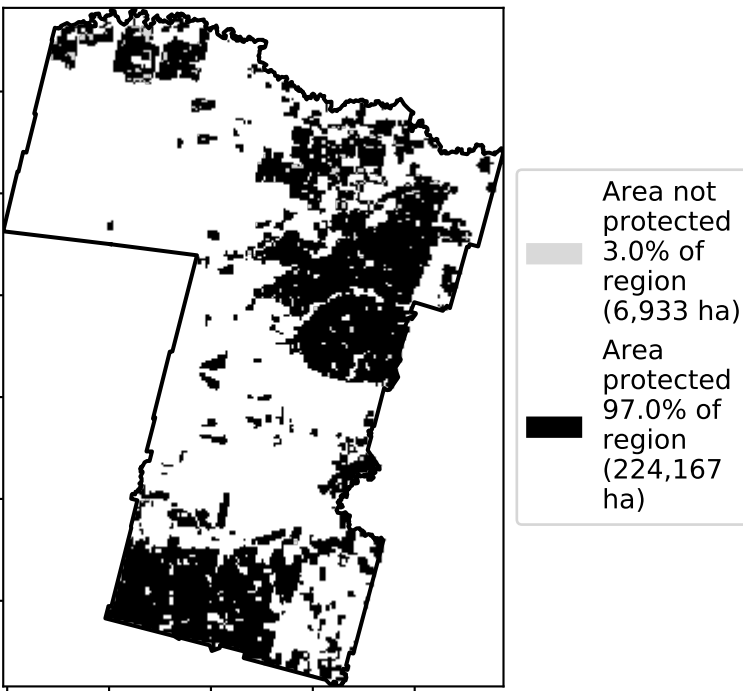 Area not
protected
3.0% of
region
(6,933 ha)
Area
protected
97.0% of
region
(224,167
ha)